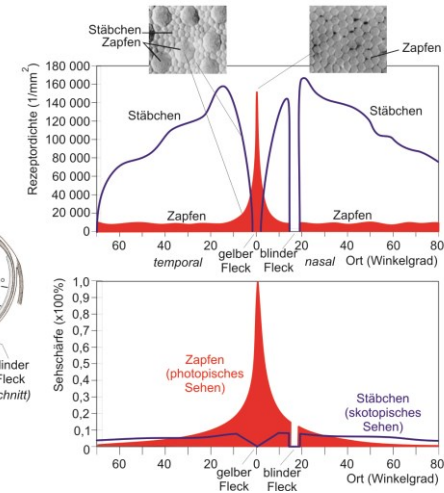 Stäbchen
Zapfen
Zapfen
Rezeptordichte (1/mm²)
180 000
160 000
140 000
120 000
100 000
80 000
60 000
40 000
20 000
0
Stäbchen
Stäbchen
Zapfen
Zapfen
60 40 20 0 20 40 60 80
temporal
gelber
Fleck
blinder
Fleck
nasal
Ort (Winkelgrad)
linder
Fleck
chnitt)
Sehschärfe (x100%)
1,0
0,9
0,8
0,7
0,6
0,5
0,4
0,3
0,2
0,1
0
Zapfen
(photopisches
Sehen)
Stäbchen
(skotopisches
Sehen)
60 40 20 0 20 40 60 80
gelber
Fleck
blinder
Fleck
Ort (Winkelgrad)